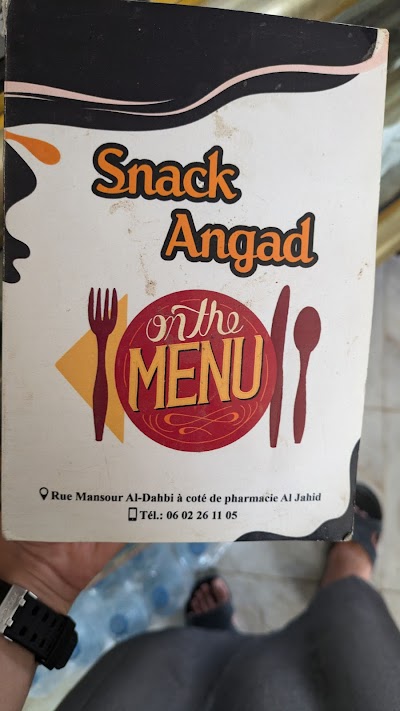 Snack
Angad
on the
MENU
Rue Mansour Al-Dahbi à coté de pharmacie Al Jahid
Tél.: 06 02 26 11 05